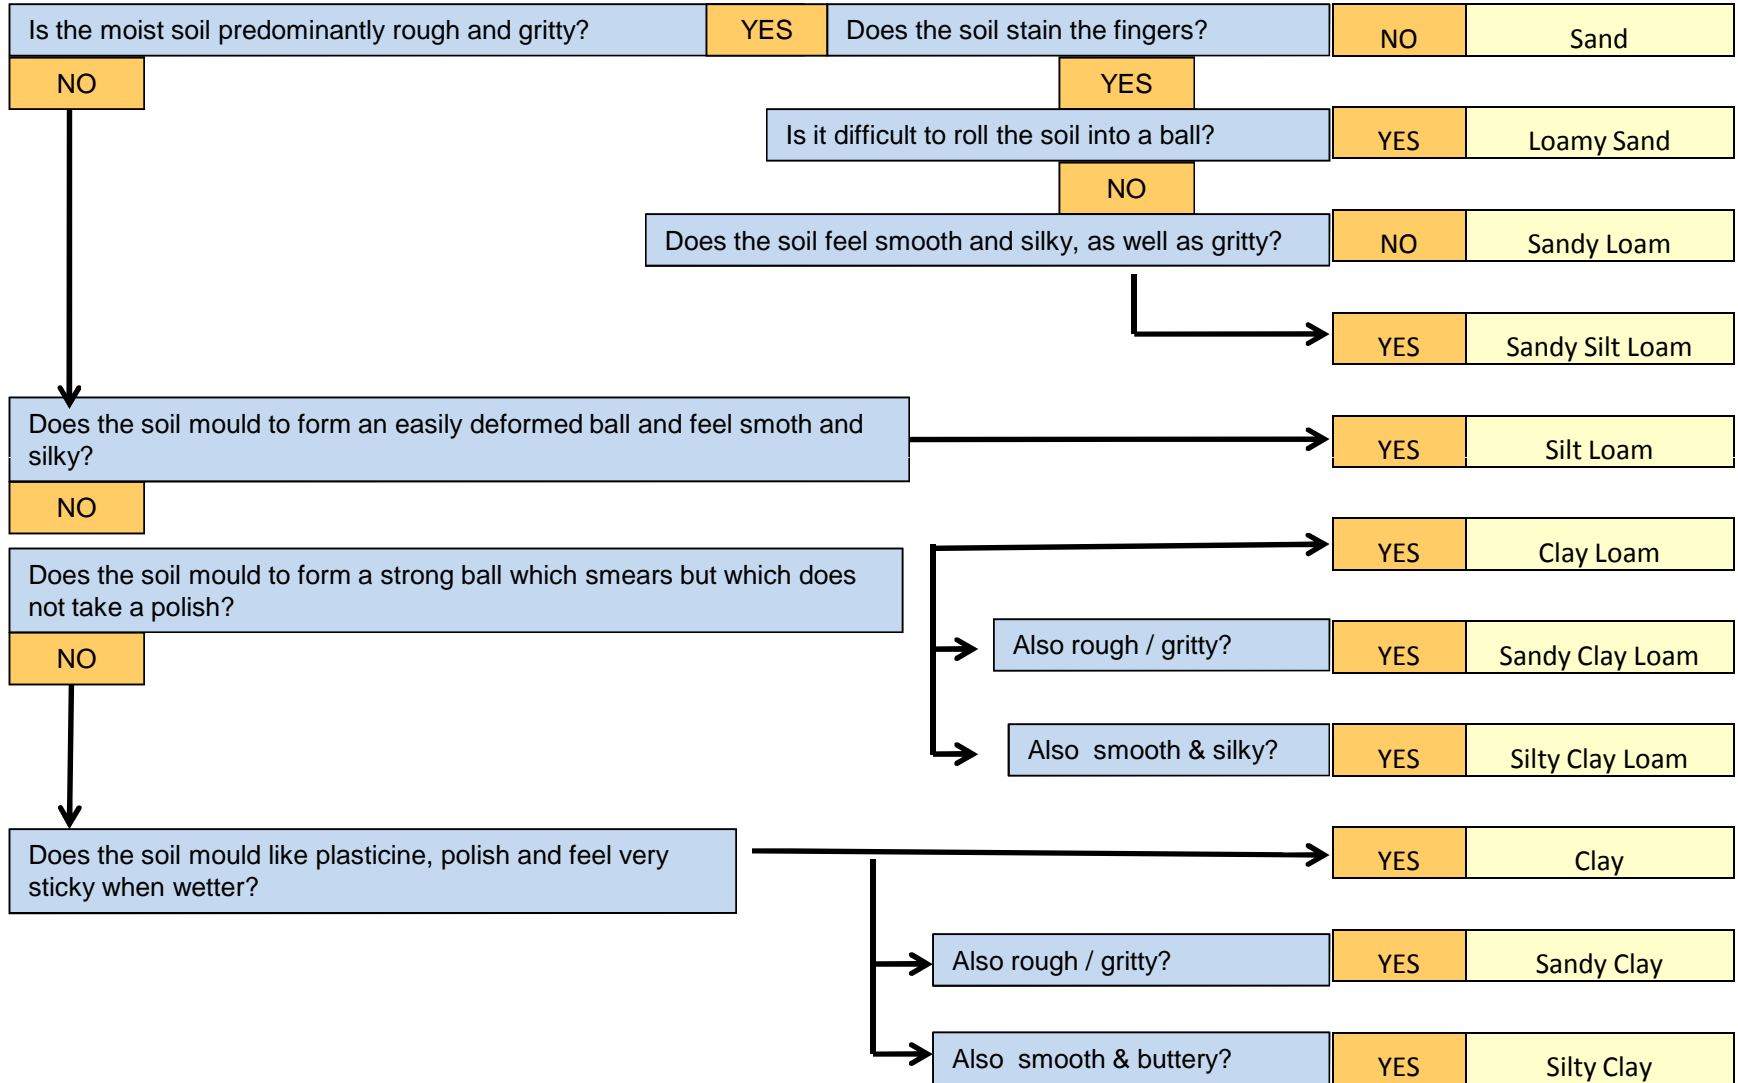 Is the moist soil predominantly rough and gritty?
YES
Does the soil stain the fingers?
NO
Sand
NO
YES
Is it difficult to roll the soil into a ball?
YES
Loamy Sand
NO
Does the soil feel smooth and silky, as well as gritty?
NO
Sandy Loam
YES
Sandy Silt Loam
Does the soil mould to form an easily deformed ball and feel smoth and
silky?
YES
Silt Loam
NO
Does the soil mould to form a strong ball which smears but which does
not take a polish?
YES
Clay Loam
NO
Also rough / gritty?
YES
Sandy Clay Loam
Also smooth & silky?
YES
Silty Clay Loam
Does the soil mould like plasticine, polish and feel very
sticky when wetter?
YES
Clay
Also rough / gritty?
YES
Sandy Clay
Also smooth & buttery?
YES
Silty Clay